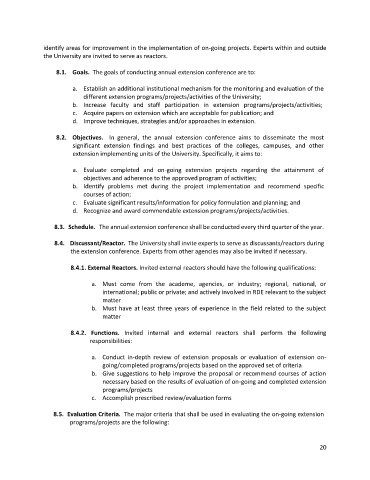 identify areas for improvement in the implementation of on-going projects. Experts within and outside
the University are invited to serve as reactors.
8.1. Goals. The goals of conducting annual extension conference are to:
a. Establish an additional institutional mechanism for the monitoring and evaluation of the
different extension programs/projects/activities of the University;
b. Increase faculty and staff participation in extension programs/projects/activities;
c. Acquire papers on extension which are acceptable for publication; and
d. Improve techniques, strategies and/or approaches in extension.
8.2. Objectives. In general, the annual extension conference aims to disseminate the most
significant extension findings and best practices of the colleges, campuses, and other
extension implementing units of the University. Specifically, it aims to:
a. Evaluate completed and on-going extension projects regarding the attainment of
objectives and adherence to the approved program of activities;
b. Identify problems met during the project implementation and recommend specific
courses of action;
c. Evaluate significant results/information for policy formulation and planning; and
d. Recognize and award commendable extension programs/projects/activities.
8.3. Schedule. The annual extension conference shall be conducted every third quarter of the year.
8.4. Discussant/Reactor. The University shall invite experts to serve as discussants/reactors during
the extension conference. Experts from other agencies may also be invited if necessary.
8.4.1. External Reactors. Invited external reactors should have the following qualifications:
a. Must come from the academe, agencies, or industry; regional, national, or
international; public or private; and actively involved in RDE relevant to the subject
matter
b. Must have at least three years of experience in the field related to the subject
matter
8.4.2. Functions. Invited internal and external reactors shall perform the following
responsibilities:
a. Conduct in-depth review of extension proposals or evaluation of extension on-
going/completed programs/projects based on the approved set of criteria
b. Give suggestions to help improve the proposal or recommend courses of action
necessary based on the results of evaluation of on-going and completed extension
programs/projects
c. Accomplish prescribed review/evaluation forms
8.5. Evaluation Criteria. The major criteria that shall be used in evaluating the on-going extension
programs/projects are the following:
20